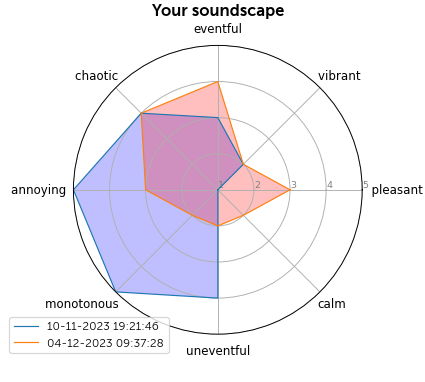 Your soundscape
eventful
chaotic
vibrant
annoying
1 2 3 4 5
pleasant
monotonous
calm
10-11-2023 19:21:46
04-12-2023 09:37:28
uneventful